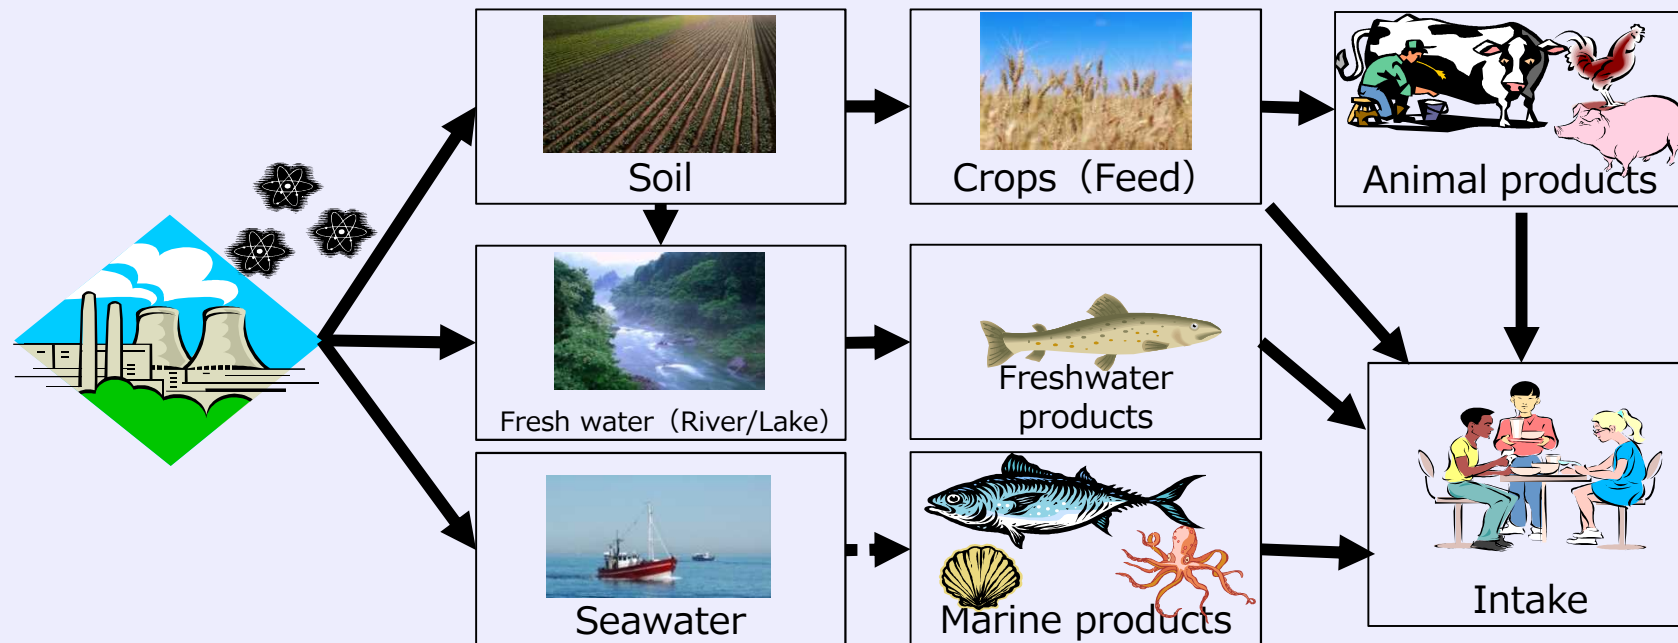 Soil
Crops（Feed）
Animal products
Fresh water（River/Lake）
Freshwater
products
Seawater
Marine products
Intake